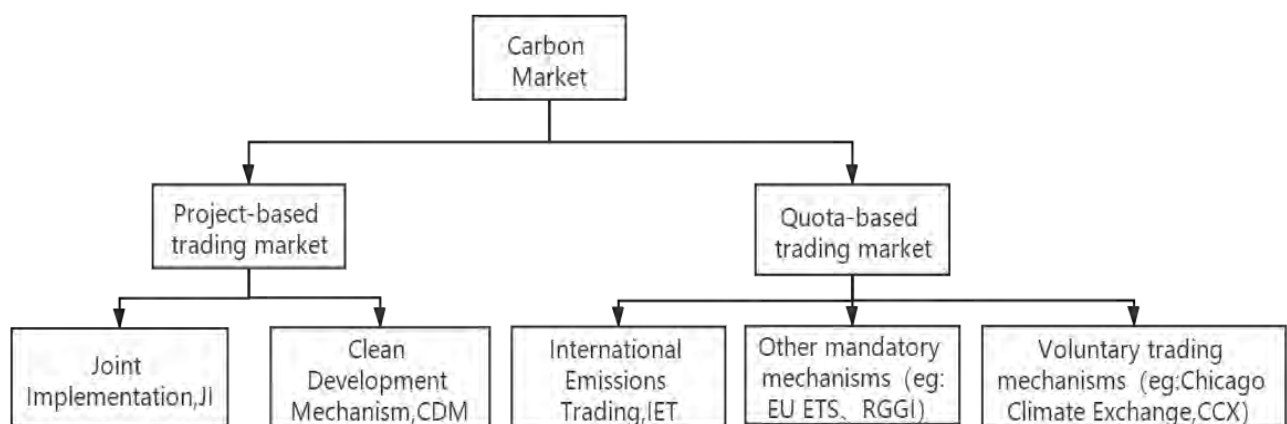 Carbon
Market
Project-based
trading market
Quota-based
trading market
Joint
Implementation,JI
Clean
Development
Mechanism,CDM
International
Emissions
Trading,IET
Other mandatory
mechanisms (eg:
EU ETS、RGGI)
Voluntary trading
mechanisms (eg:Chicago
Climate Exchange,CCX)